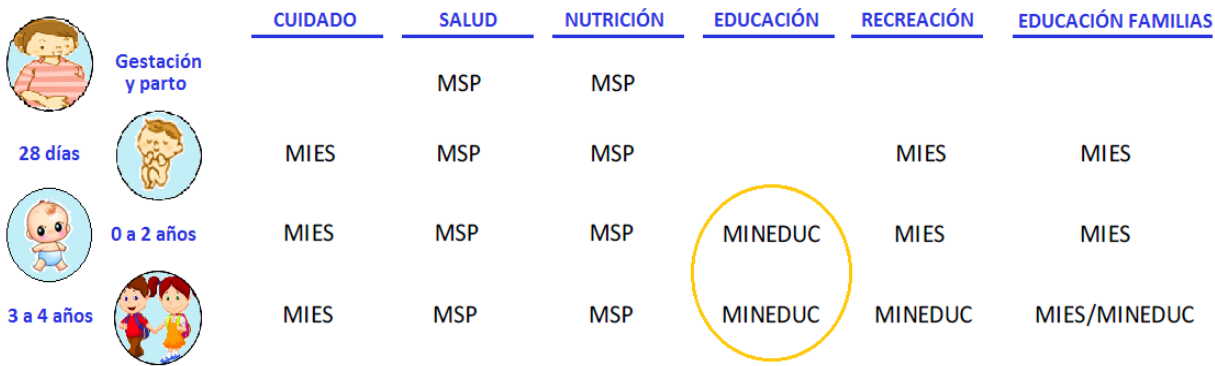 CUIDADO SALUD NUTRICIÓN EDUCACIÓN RECREACIÓN EDUCACIÓN FAMILIAS
Gestación
y parto MSP MSP
28 días MIES MSP MSP MIES MIES
0 a 2 años MIES MSP MSP MINEDUC MIES MIES
3 a 4 años MIES MSP MSP MINEDUC MINEDUC MIES/MINEDUC